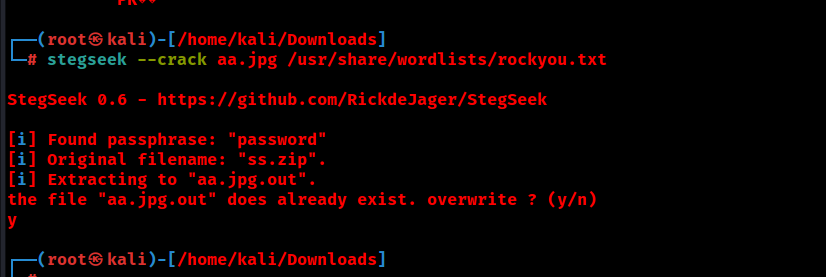 ┌──(root㉿kali)-[/home/kali/Downloads]
└─# stegseek --crack aa.jpg /usr/share/wordlists/rockyou.txt
StegSeek 0.6 - https://github.com/RickdeJager/StegSeek
[i] Found passphrase: "password"
[i] Original filename: "ss.zip".
[i] Extracting to "aa.jpg.out".
the file "aa.jpg.out" does already exist. overwrite ? (y/n)
y
┌──(root㉿kali)-[/home/kali/Downloads]